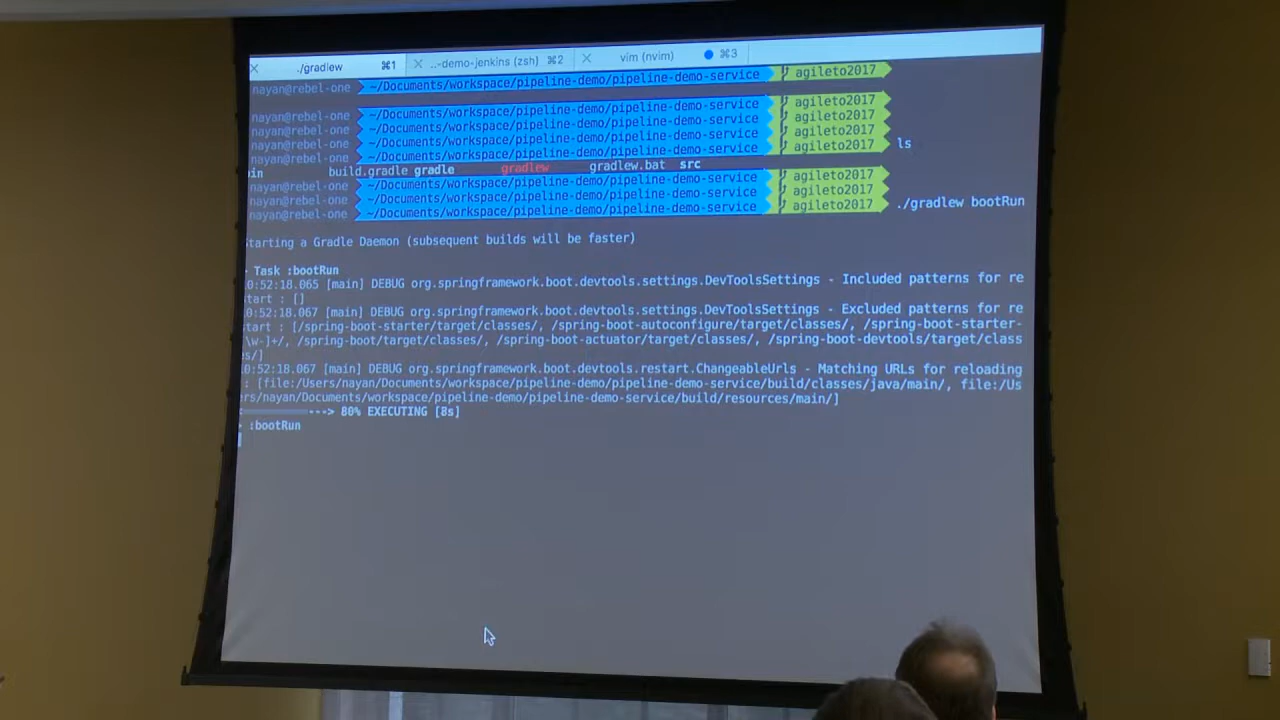 ./gradlew ⌘1 ..-demo-jenkins (zsh) ⌘2 vim (nvim) ⌘3
nayan@rebel-one ~/Documents/workspace/pipeline-demo/pipeline-demo-service agileto2017
nayan@rebel-one ~/Documents/workspace/pipeline-demo/pipeline-demo-service agileto2017
nayan@rebel-one ~/Documents/workspace/pipeline-demo/pipeline-demo-service agileto2017
nayan@rebel-one ~/Documents/workspace/pipeline-demo/pipeline-demo-service agileto2017
nayan@rebel-one ~/Documents/workspace/pipeline-demo/pipeline-demo-service agileto2017 ls
in build.gradle gradle gradlew gradlew.bat src
nayan@rebel-one ~/Documents/workspace/pipeline-demo/pipeline-demo-service agileto2017
nayan@rebel-one ~/Documents/workspace/pipeline-demo/pipeline-demo-service agileto2017
nayan@rebel-one ~/Documents/workspace/pipeline-demo/pipeline-demo-service agileto2017 ./gradlew bootRun
tarting a Gradle Daemon (subsequent builds will be faster)
> Task :bootRun
0:52:18.065 [main] DEBUG org.springframework.boot.devtools.settings.DevToolsSettings - Included patterns for re
start : []
0:52:18.067 [main] DEBUG org.springframework.boot.devtools.settings.DevToolsSettings - Excluded patterns for re
start : [/spring-boot-starter/target/classes/, /spring-boot-autoconfigure/target/classes/, /spring-boot-starter-
[\w-]+/, /spring-boot/target/classes/, /spring-boot-actuator/target/classes/, /spring-boot-devtools/target/class
es/]
0:52:18.067 [main] DEBUG org.springframework.boot.devtools.restart.ChangeableUrls - Matching URLs for reloading
: [file:/Users/nayan/Documents/workspace/pipeline-demo/pipeline-demo-service/build/classes/java/main/, file:/Us
ers/nayan/Documents/workspace/pipeline-demo/pipeline-demo-service/build/resources/main/]
---> 80% EXECUTING [8s]
> :bootRun